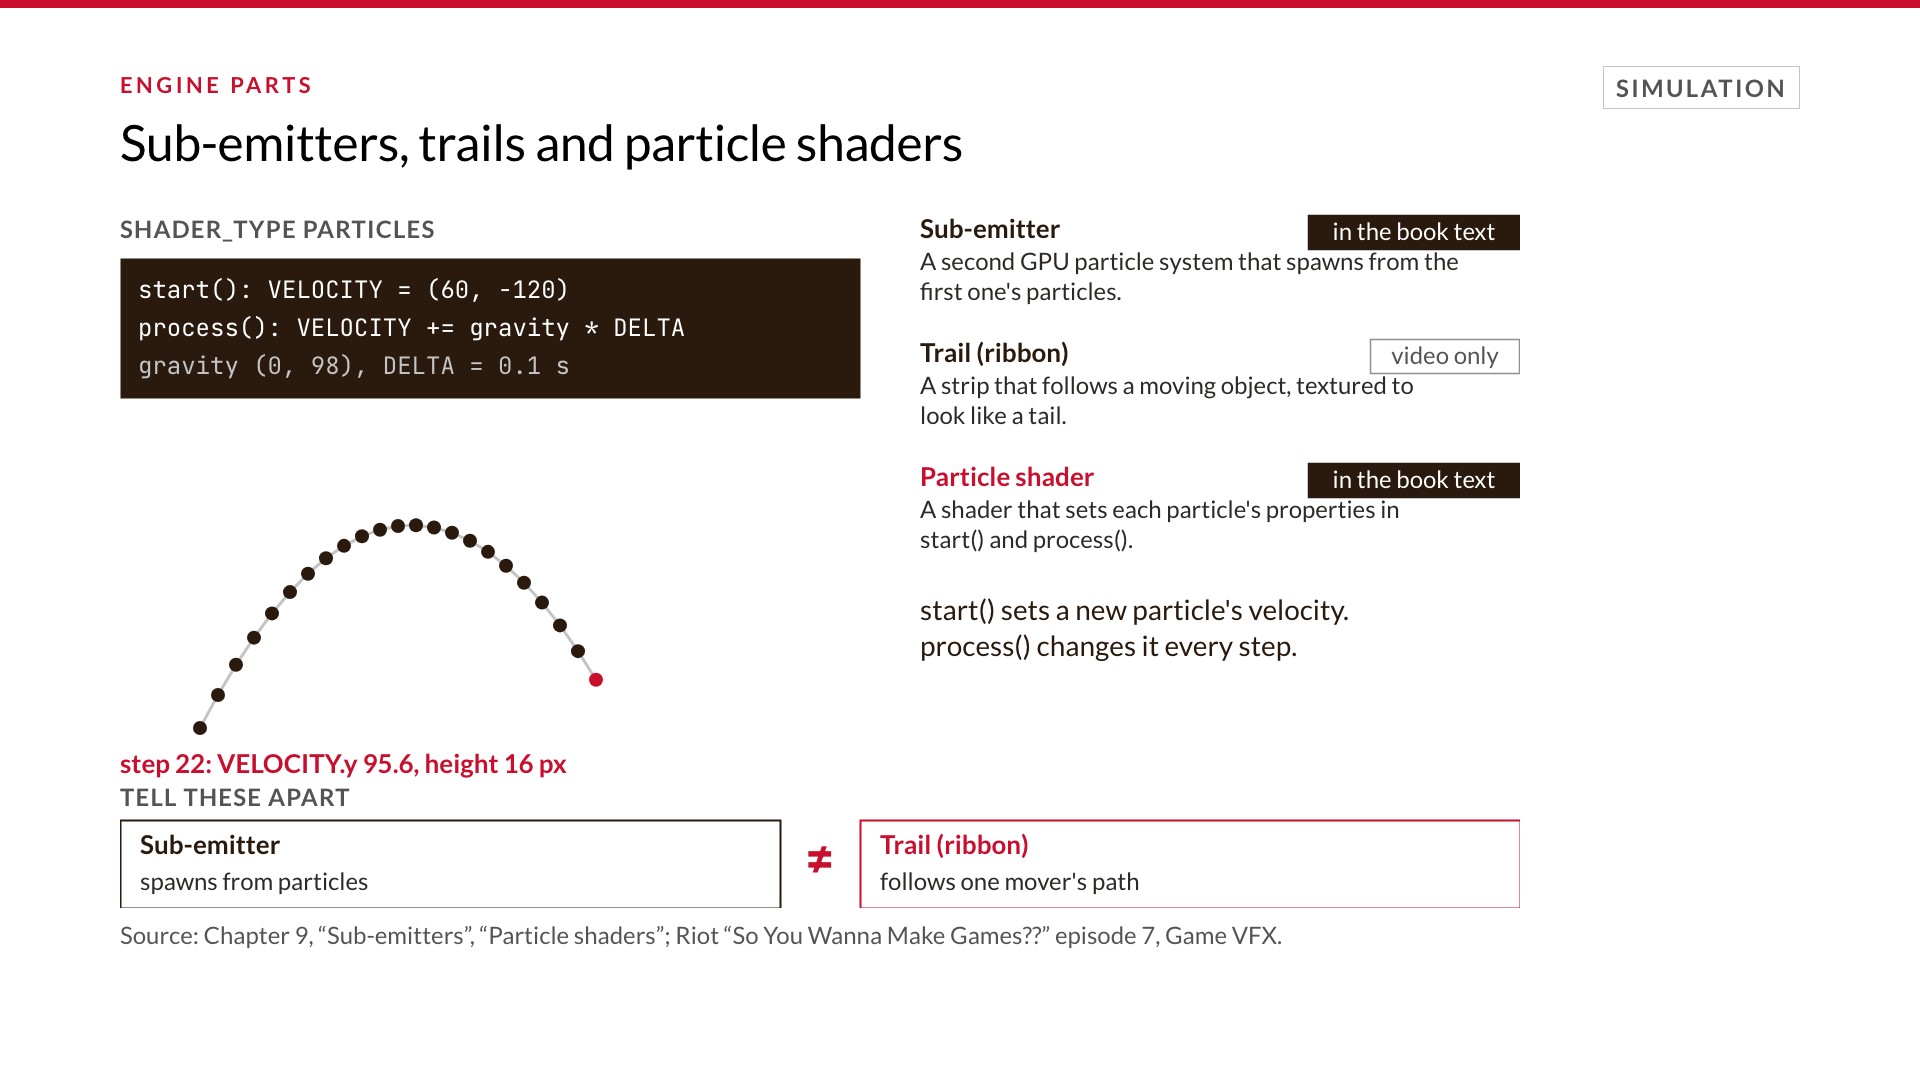 ENGINE PARTS
SIMULATION
Sub-emitters, trails and particle shaders
SHADER_TYPE PARTICLES
start(): VELOCITY = (60, -120)
process(): VELOCITY += gravity * DELTA
gravity (0, 98), DELTA = 0.1 s
step 22: VELOCITY.y 95.6, height 16 px
Sub-emitter
in the book text
A second GPU particle system that spawns from the
first one's particles.
Trail (ribbon)
video only
A strip that follows a moving object, textured to
look like a tail.
Particle shader
in the book text
A shader that sets each particle's properties in
start() and process().
start() sets a new particle's velocity.
process() changes it every step.
TELL THESE APART
Sub-emitter
spawns from particles
≠
Trail (ribbon)
follows one mover's path
Source: Chapter 9, “Sub-emitters”, “Particle shaders”; Riot “So You Wanna Make Games??” episode 7, Game VFX.